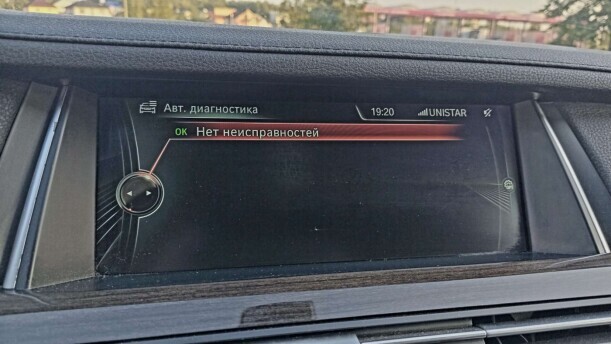 Авт. диагностика 19:20 UNISTAR
OK Нет неисправностей